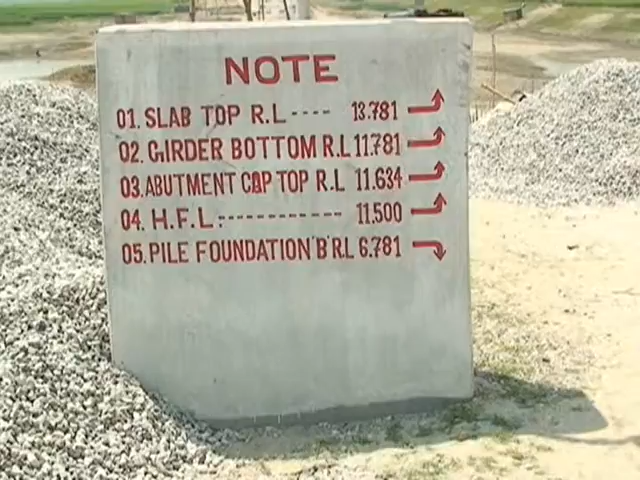 NOTE
01. SLAB TOP R.L---- 13.781
02. GIRDER BOTTOM R.L 11.781
03. ABUTMENT CAP TOP R.L 11.634
04. H.F.L.------------ 11.500
05. PILE FOUNDATION 'B' R.L 6.781